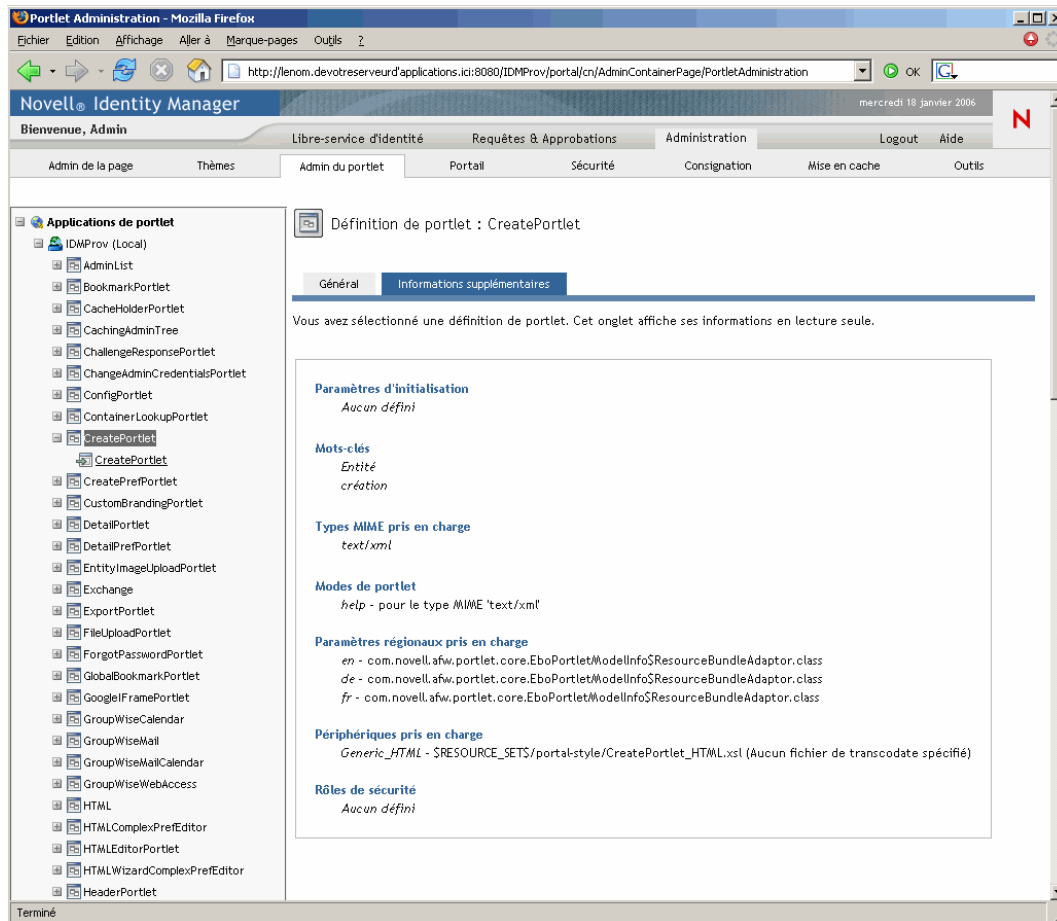 Portlet Administration - Mozilla Firefox
Fichier Edition Affichage Aller à Marque-pages Outils ?
http://lenom.devotreserveurd'applications.ici:8080/IDMProv/portal/cn/AdminContainerPage/PortletAdministration OK G
Novell® Identity Manager mercredi 18 janvier 2006
N
Bienvenue, Admin
Libre-service d'identité Requêtes & Approbations Administration Logout Aide
Admin de la page Thèmes Admin du portlet Portail Sécurité Consignation Mise en cache Outils
Applications de portlet
IDMProv (Local)
AdminList
BookmarkPortlet
CacheHolderPortlet
CachingAdminTree
ChallengeResponsePortlet
ChangeAdminCredentialsPortlet
ConfigPortlet
ContainerLookupPortlet
CreatePortlet
CreatePortlet
CreatePrefPortlet
CustomBrandingPortlet
DetailPortlet
DetailPrefPortlet
EntityImageUploadPortlet
Exchange
ExportPortlet
FileUploadPortlet
ForgotPasswordPortlet
GlobalBookmarkPortlet
GoogleIFramePortlet
GroupWiseCalendar
GroupWiseMail
GroupWiseMailCalendar
GroupWiseWebAccess
HTML
HTMLComplexPrefEditor
HTMLEditorPortlet
HTMLWizardComplexPrefEditor
HeaderPortlet
Définition de portlet : CreatePortlet
Général Informations supplémentaires
Vous avez sélectionné une définition de portlet. Cet onglet affiche ses informations en lecture seule.
Paramètres d'initialisation
Aucun défini
Mots-clés
Entité
création
Types MIME pris en charge
text/xml
Modes de portlet
help - pour le type MIME 'text/xml'
Paramètres régionaux pris en charge
en - com.novell.afw.portlet.core.EboPortletModelInfo$ResourceBundleAdaptor.class
de - com.novell.afw.portlet.core.EboPortletModelInfo$ResourceBundleAdaptor.class
fr - com.novell.afw.portlet.core.EboPortletModelInfo$ResourceBundleAdaptor.class
Périphériques pris en charge
Generic_HTML - $RESOURCE_SET$/portal-style/CreatePortlet_HTML.xsl (Aucun fichier de transcodate spécifié)
Rôles de sécurité
Aucun défini
Terminé